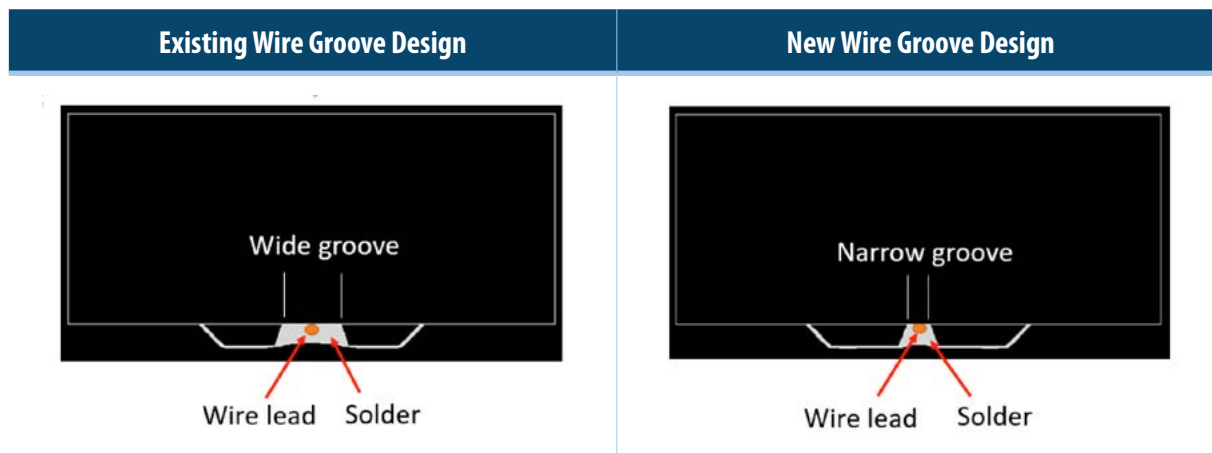 Existing Wire Groove Design
New Wire Groove Design
Wide groove
Narrow groove
Wire lead
Solder
Wire lead
Solder